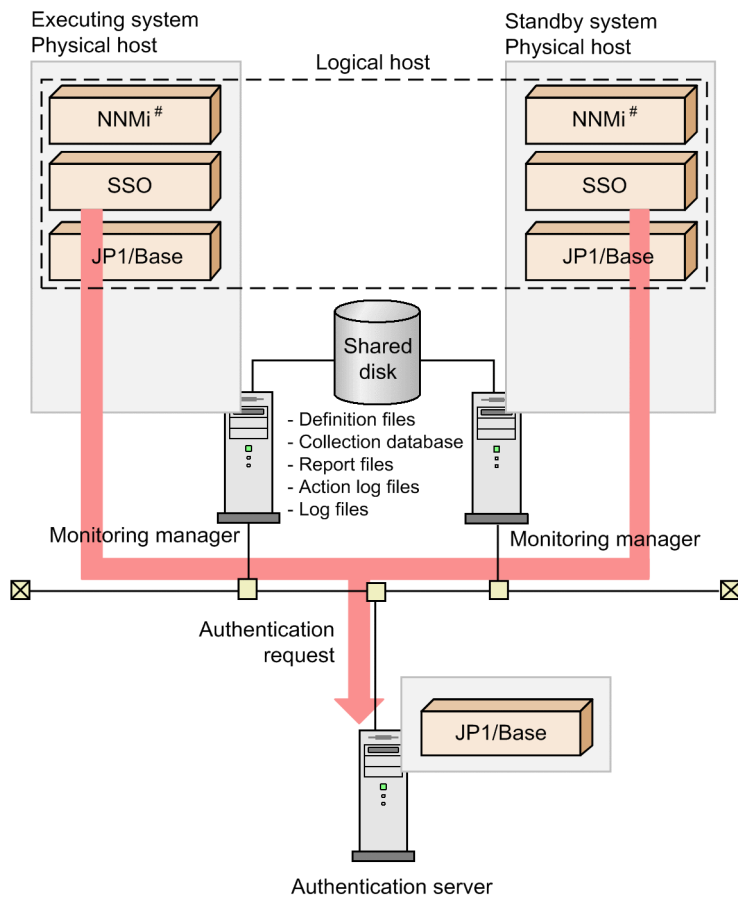 Executing system
Physical host
Standby system
Physical host
Logical host
NNMi #
NNMi #
SSO
SSO
JP1/Base
JP1/Base
Shared
disk
- Definition files
- Collection database
- Report files
- Action log files
- Log files
Monitoring manager
Monitoring manager
Authentication
request
JP1/Base
Authentication server